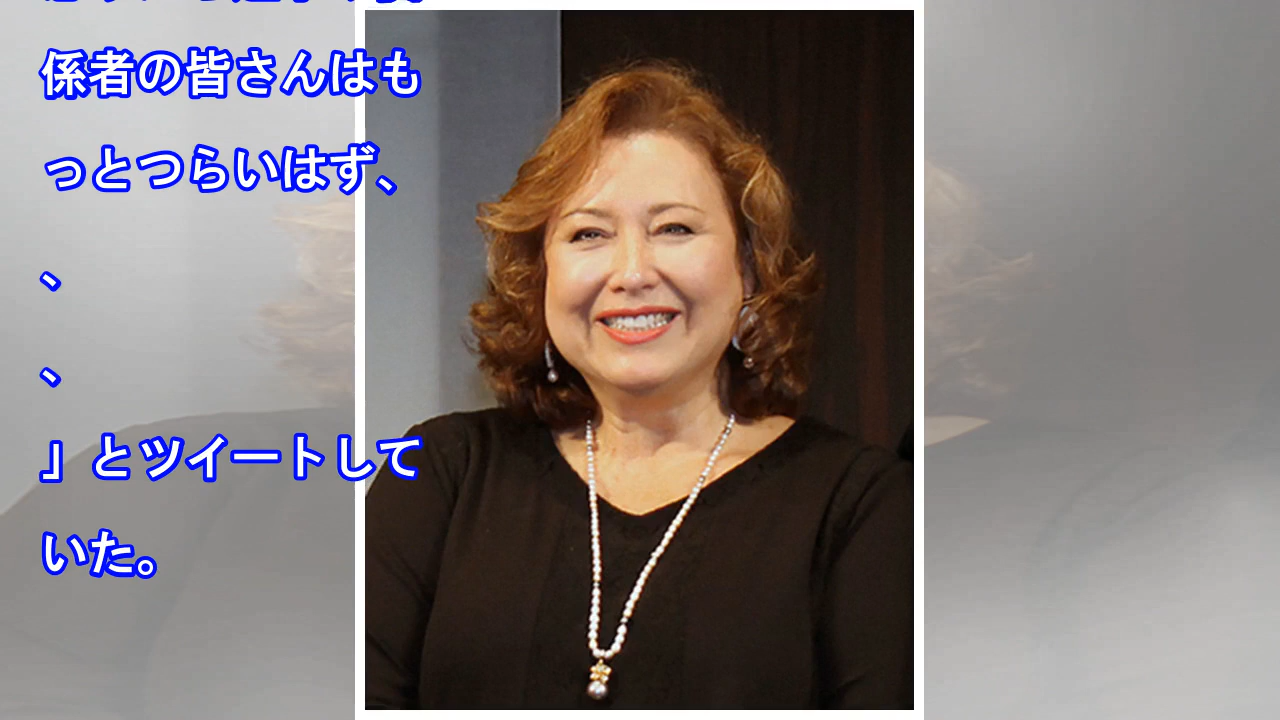 係者の皆さんはも
っとつらいはず、
、
、
」とツイートして
いた。